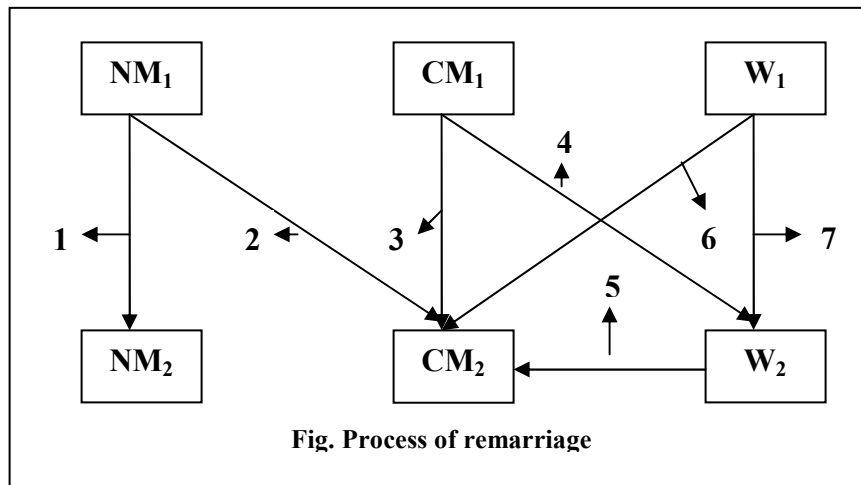 NM₁ CM₁ W₁
4
1 2 3 6 7
5
NM₂ CM₂ W₂
Fig. Process of remarriage